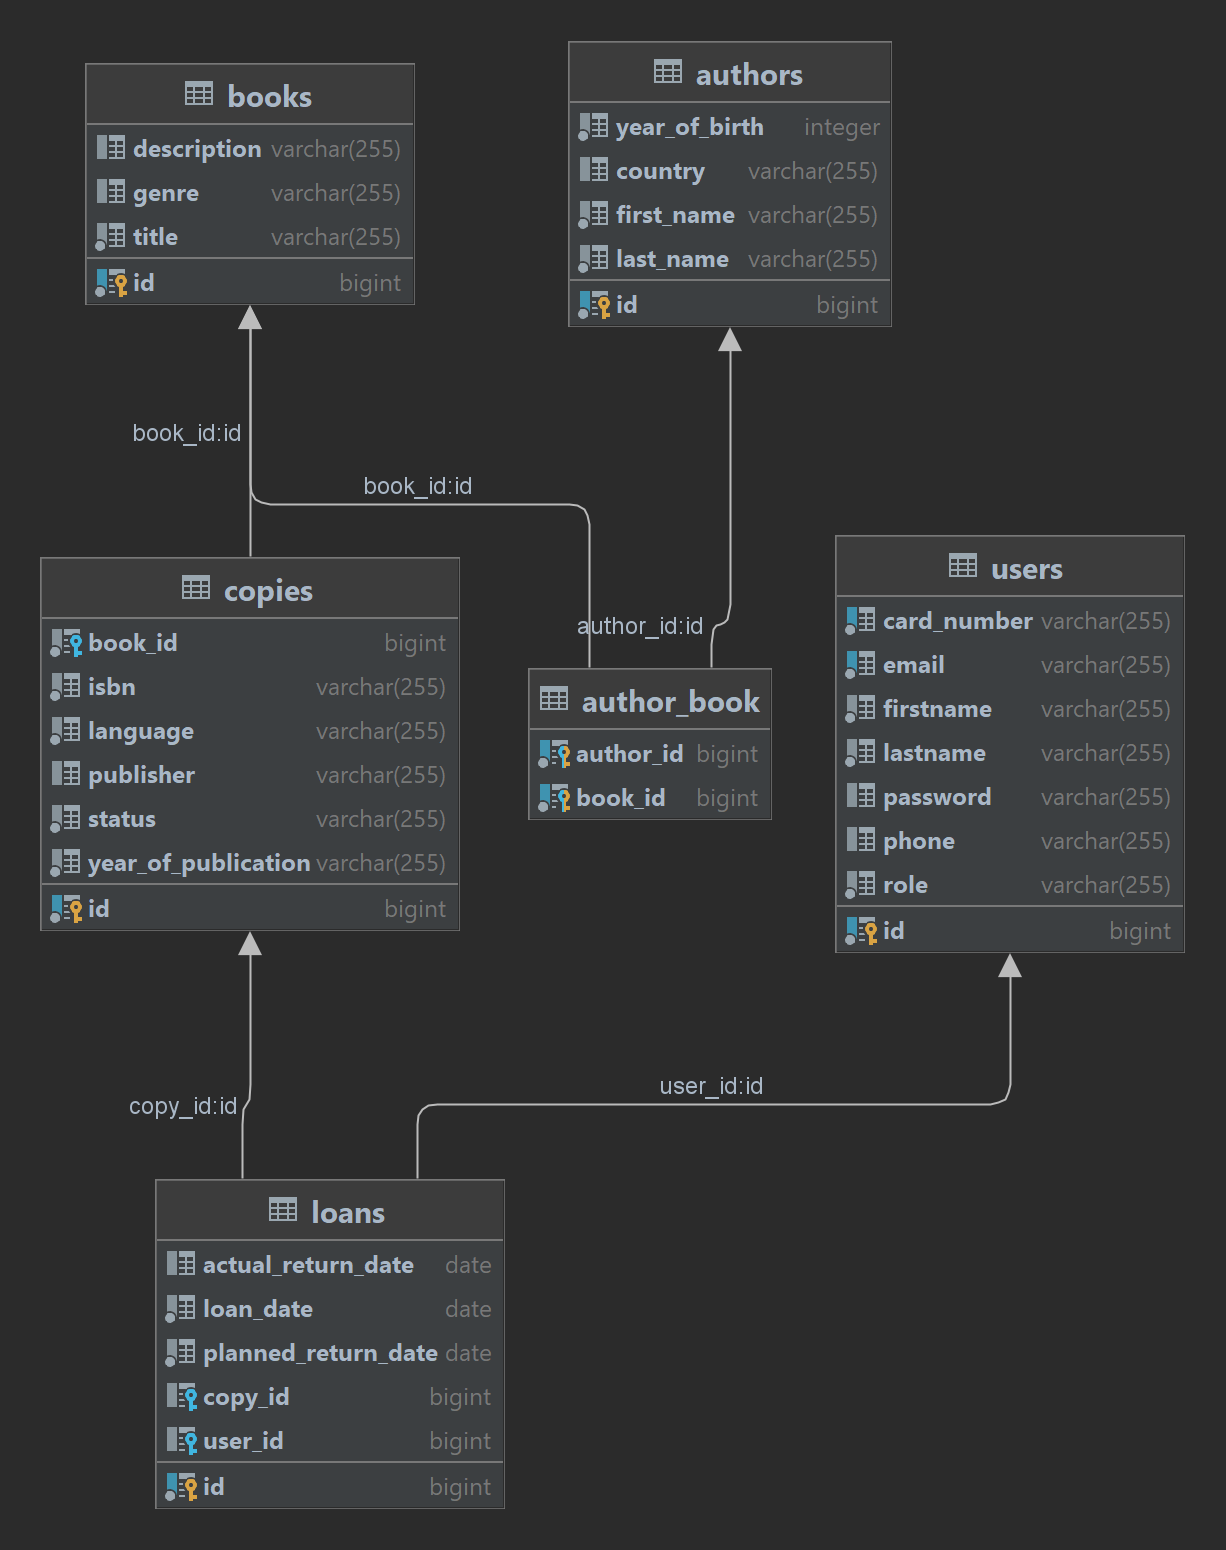 books
description varchar(255)
genre varchar(255)
title varchar(255)
id bigint
authors
year_of_birth integer
country varchar(255)
first_name varchar(255)
last_name varchar(255)
id bigint
book_id:id
book_id:id
author_id:id
copies
book_id bigint
isbn varchar(255)
language varchar(255)
publisher varchar(255)
status varchar(255)
year_of_publication varchar(255)
id bigint
author_book
author_id bigint
book_id bigint
users
card_number varchar(255)
email varchar(255)
firstname varchar(255)
lastname varchar(255)
password varchar(255)
phone varchar(255)
role varchar(255)
id bigint
copy_id:id
user_id:id
loans
actual_return_date date
loan_date date
planned_return_date date
copy_id bigint
user_id bigint
id bigint